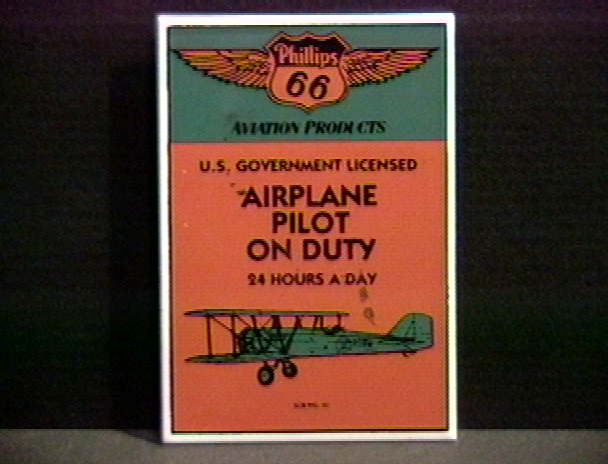 Phillips
66
AVIATION PRODUCTS
U.S. GOVERNMENT LICENSED
AIRPLANE
PILOT
ON DUTY
24 HOURS A DAY